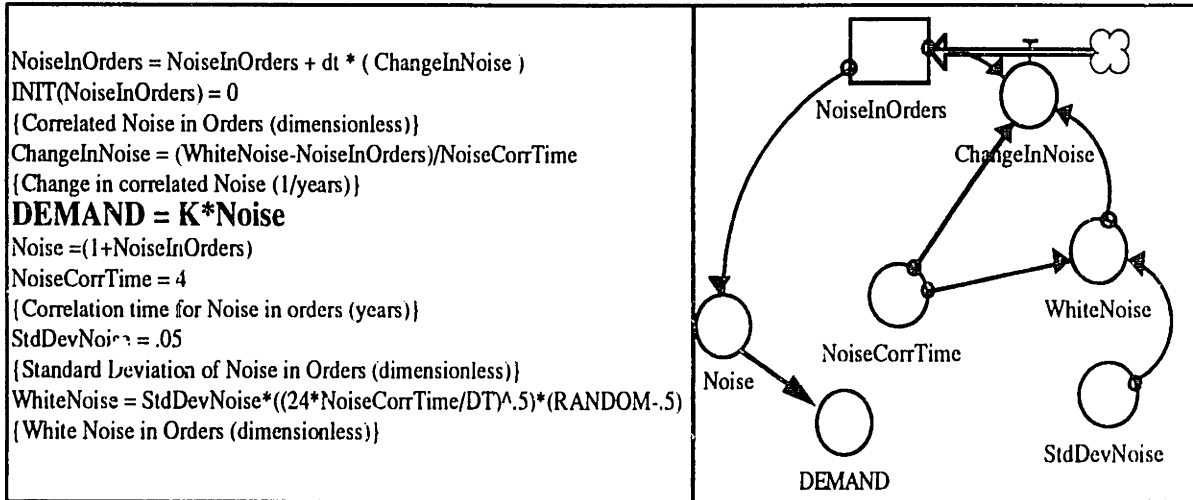 NoiseInOrders = NoiseInOrders + dt * ( ChangeInNoise )
INIT(NoiseInOrders) = 0
{Correlated Noise in Orders (dimensionless)}
ChangeInNoise = (WhiteNoise-NoiseInOrders)/NoiseCorrTime
{Change in correlated Noise (1/years)}
DEMAND = K*Noise
Noise =(1+NoiseInOrders)
NoiseCorrTime = 4
{Correlation time for Noise in orders (years)}
StdDevNoise = .05
{Standard Deviation of Noise in Orders (dimensionless)}
WhiteNoise = StdDevNoise*((24*NoiseCorrTime/DT)^.5)*(RANDOM-.5)
{White Noise in Orders (dimensionless)}
NoiseInOrders
ChangeInNoise
WhiteNoise
NoiseCorrTime
Noise
StdDevNoise
DEMAND